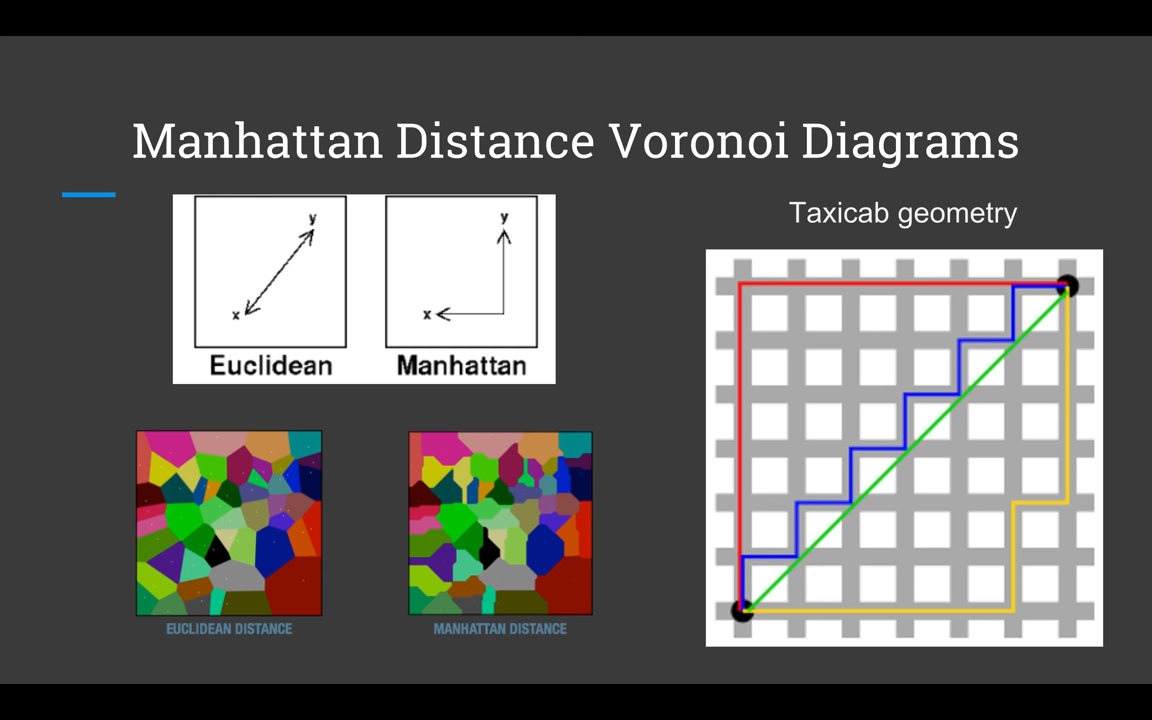 Manhattan Distance Voronoi Diagrams
Taxicab geometry
y
x
Euclidean
y
x
Manhattan
EUCLIDEAN DISTANCE
MANHATTAN DISTANCE